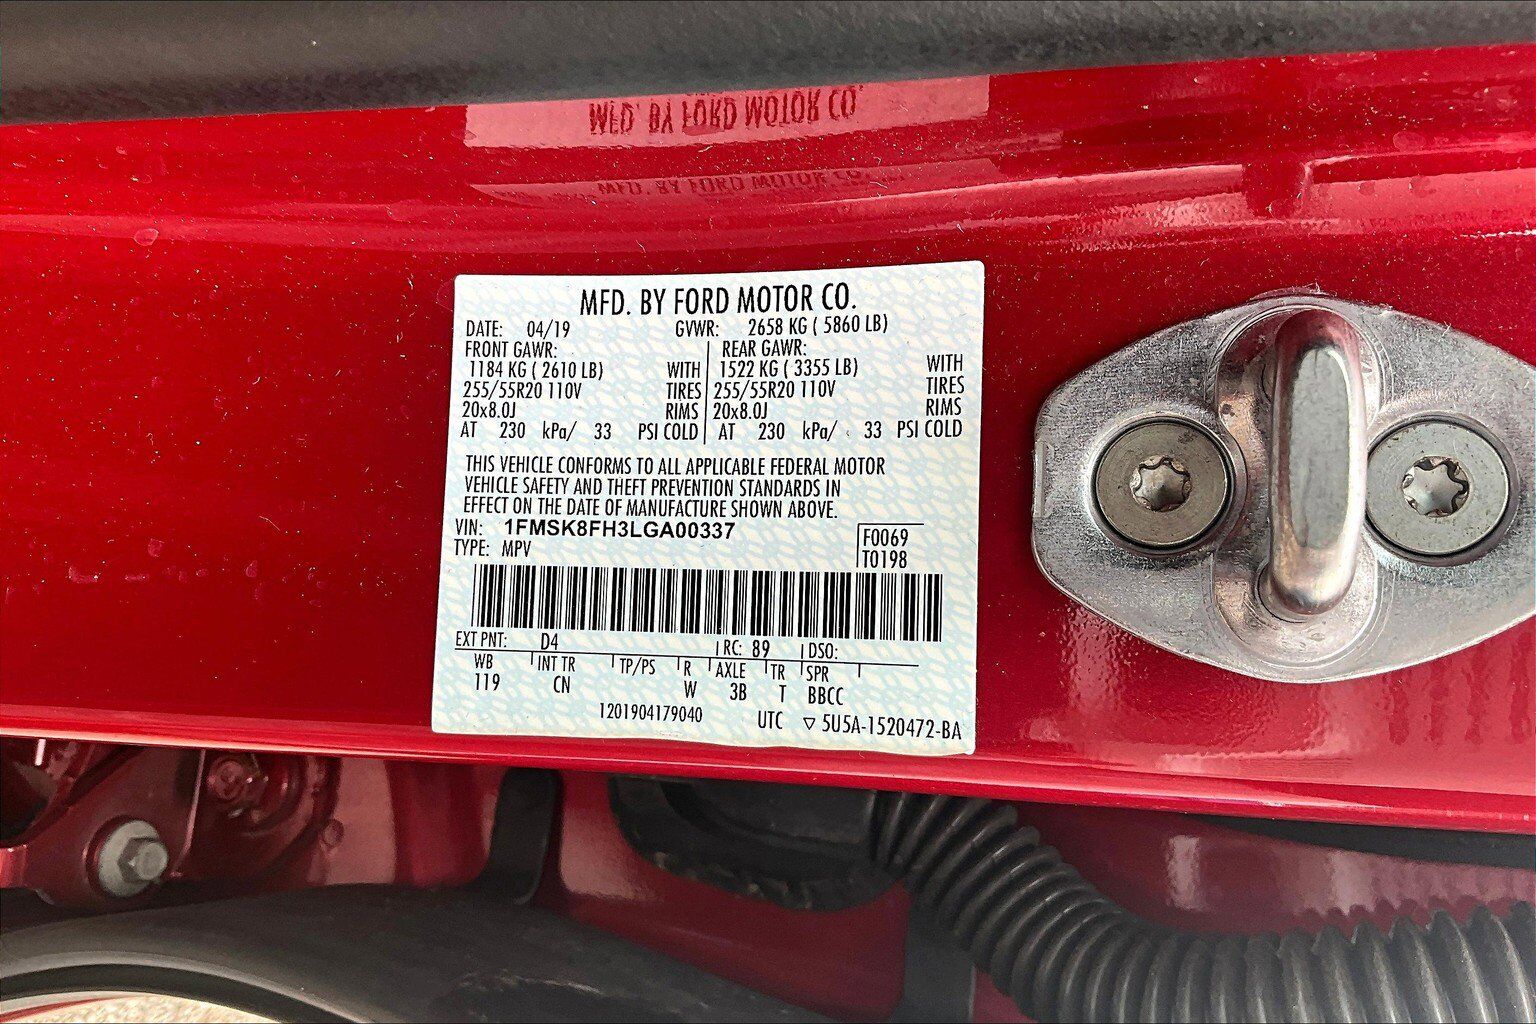 MFD. BY FORD MOTOR CO.
MFD. BY FORD MOTOR CO.
MFD. BY FORD MOTOR CO.
DATE: 04/19 GVWR: 2658 KG ( 5860 LB)
FRONT GAWR: REAR GAWR:
1184 KG ( 2610 LB) WITH 1522 KG ( 3355 LB) WITH
255/55R20 110V TIRES 255/55R20 110V TIRES
20x8.0J RIMS 20x8.0J RIMS
AT 230 kPa/ 33 PSI COLD AT 230 kPa/ 33 PSI COLD
THIS VEHICLE CONFORMS TO ALL APPLICABLE FEDERAL MOTOR
VEHICLE SAFETY AND THEFT PREVENTION STANDARDS IN
EFFECT ON THE DATE OF MANUFACTURE SHOWN ABOVE.
VIN: 1FMSK8FH3LGA00337 F0069
TYPE: MPV T0198
EXT PNT: D4 RC: 89 DSO:
WB INT TR TP/PS R AXLE TR SPR
119 CN W 3B T BBCC
1201904179040 UTC ▽ 5U5A-1520472-BA